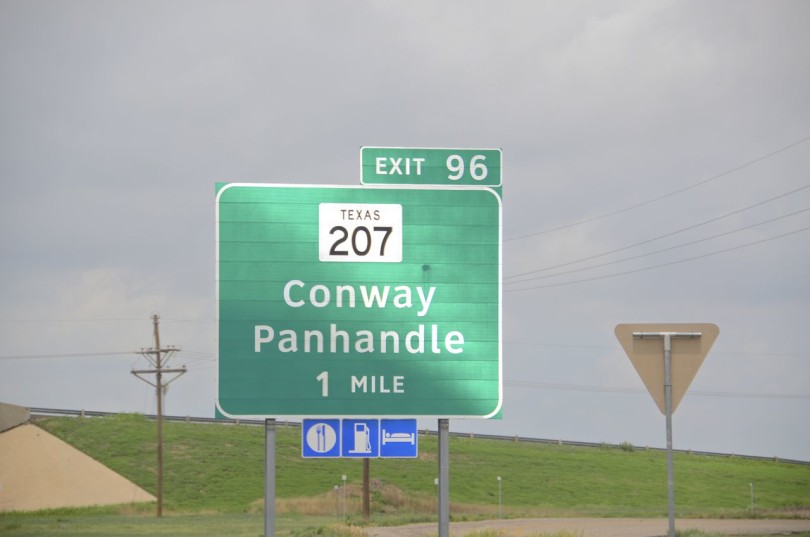 EXIT 96
TEXAS
207
Conway
Panhandle
1 MILE